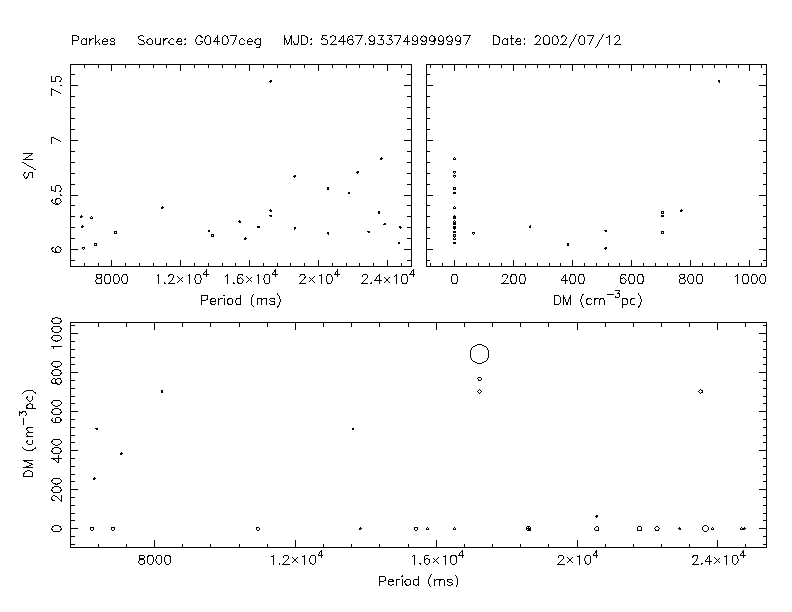 Parkes Source: G0407ceg MJD: 52467.933749999997 Date: 2002/07/12
7.5
7
6.5
6
S/N
8000 1.2×10⁴ 1.6×10⁴ 2×10⁴ 2.4×10⁴
Period (ms)
0 200 400 600 800 1000
DM (cm⁻³pc)
1000
800
600
400
200
0
DM (cm⁻³pc)
8000 1.2×10⁴ 1.6×10⁴ 2×10⁴ 2.4×10⁴
Period (ms)